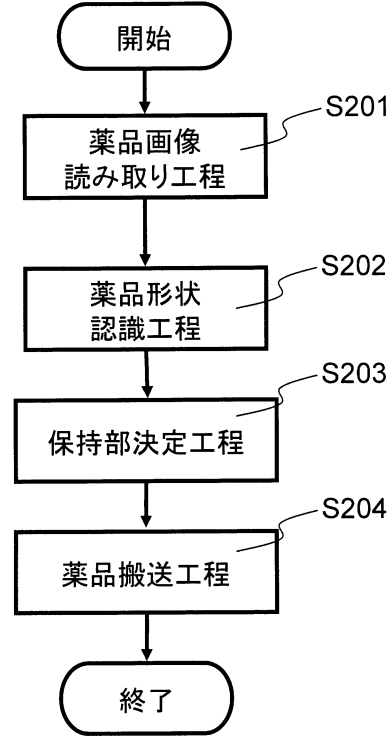 開始
S201
薬品画像
読み取り工程
S202
薬品形状
認識工程
S203
保持部決定工程
S204
薬品搬送工程
終了